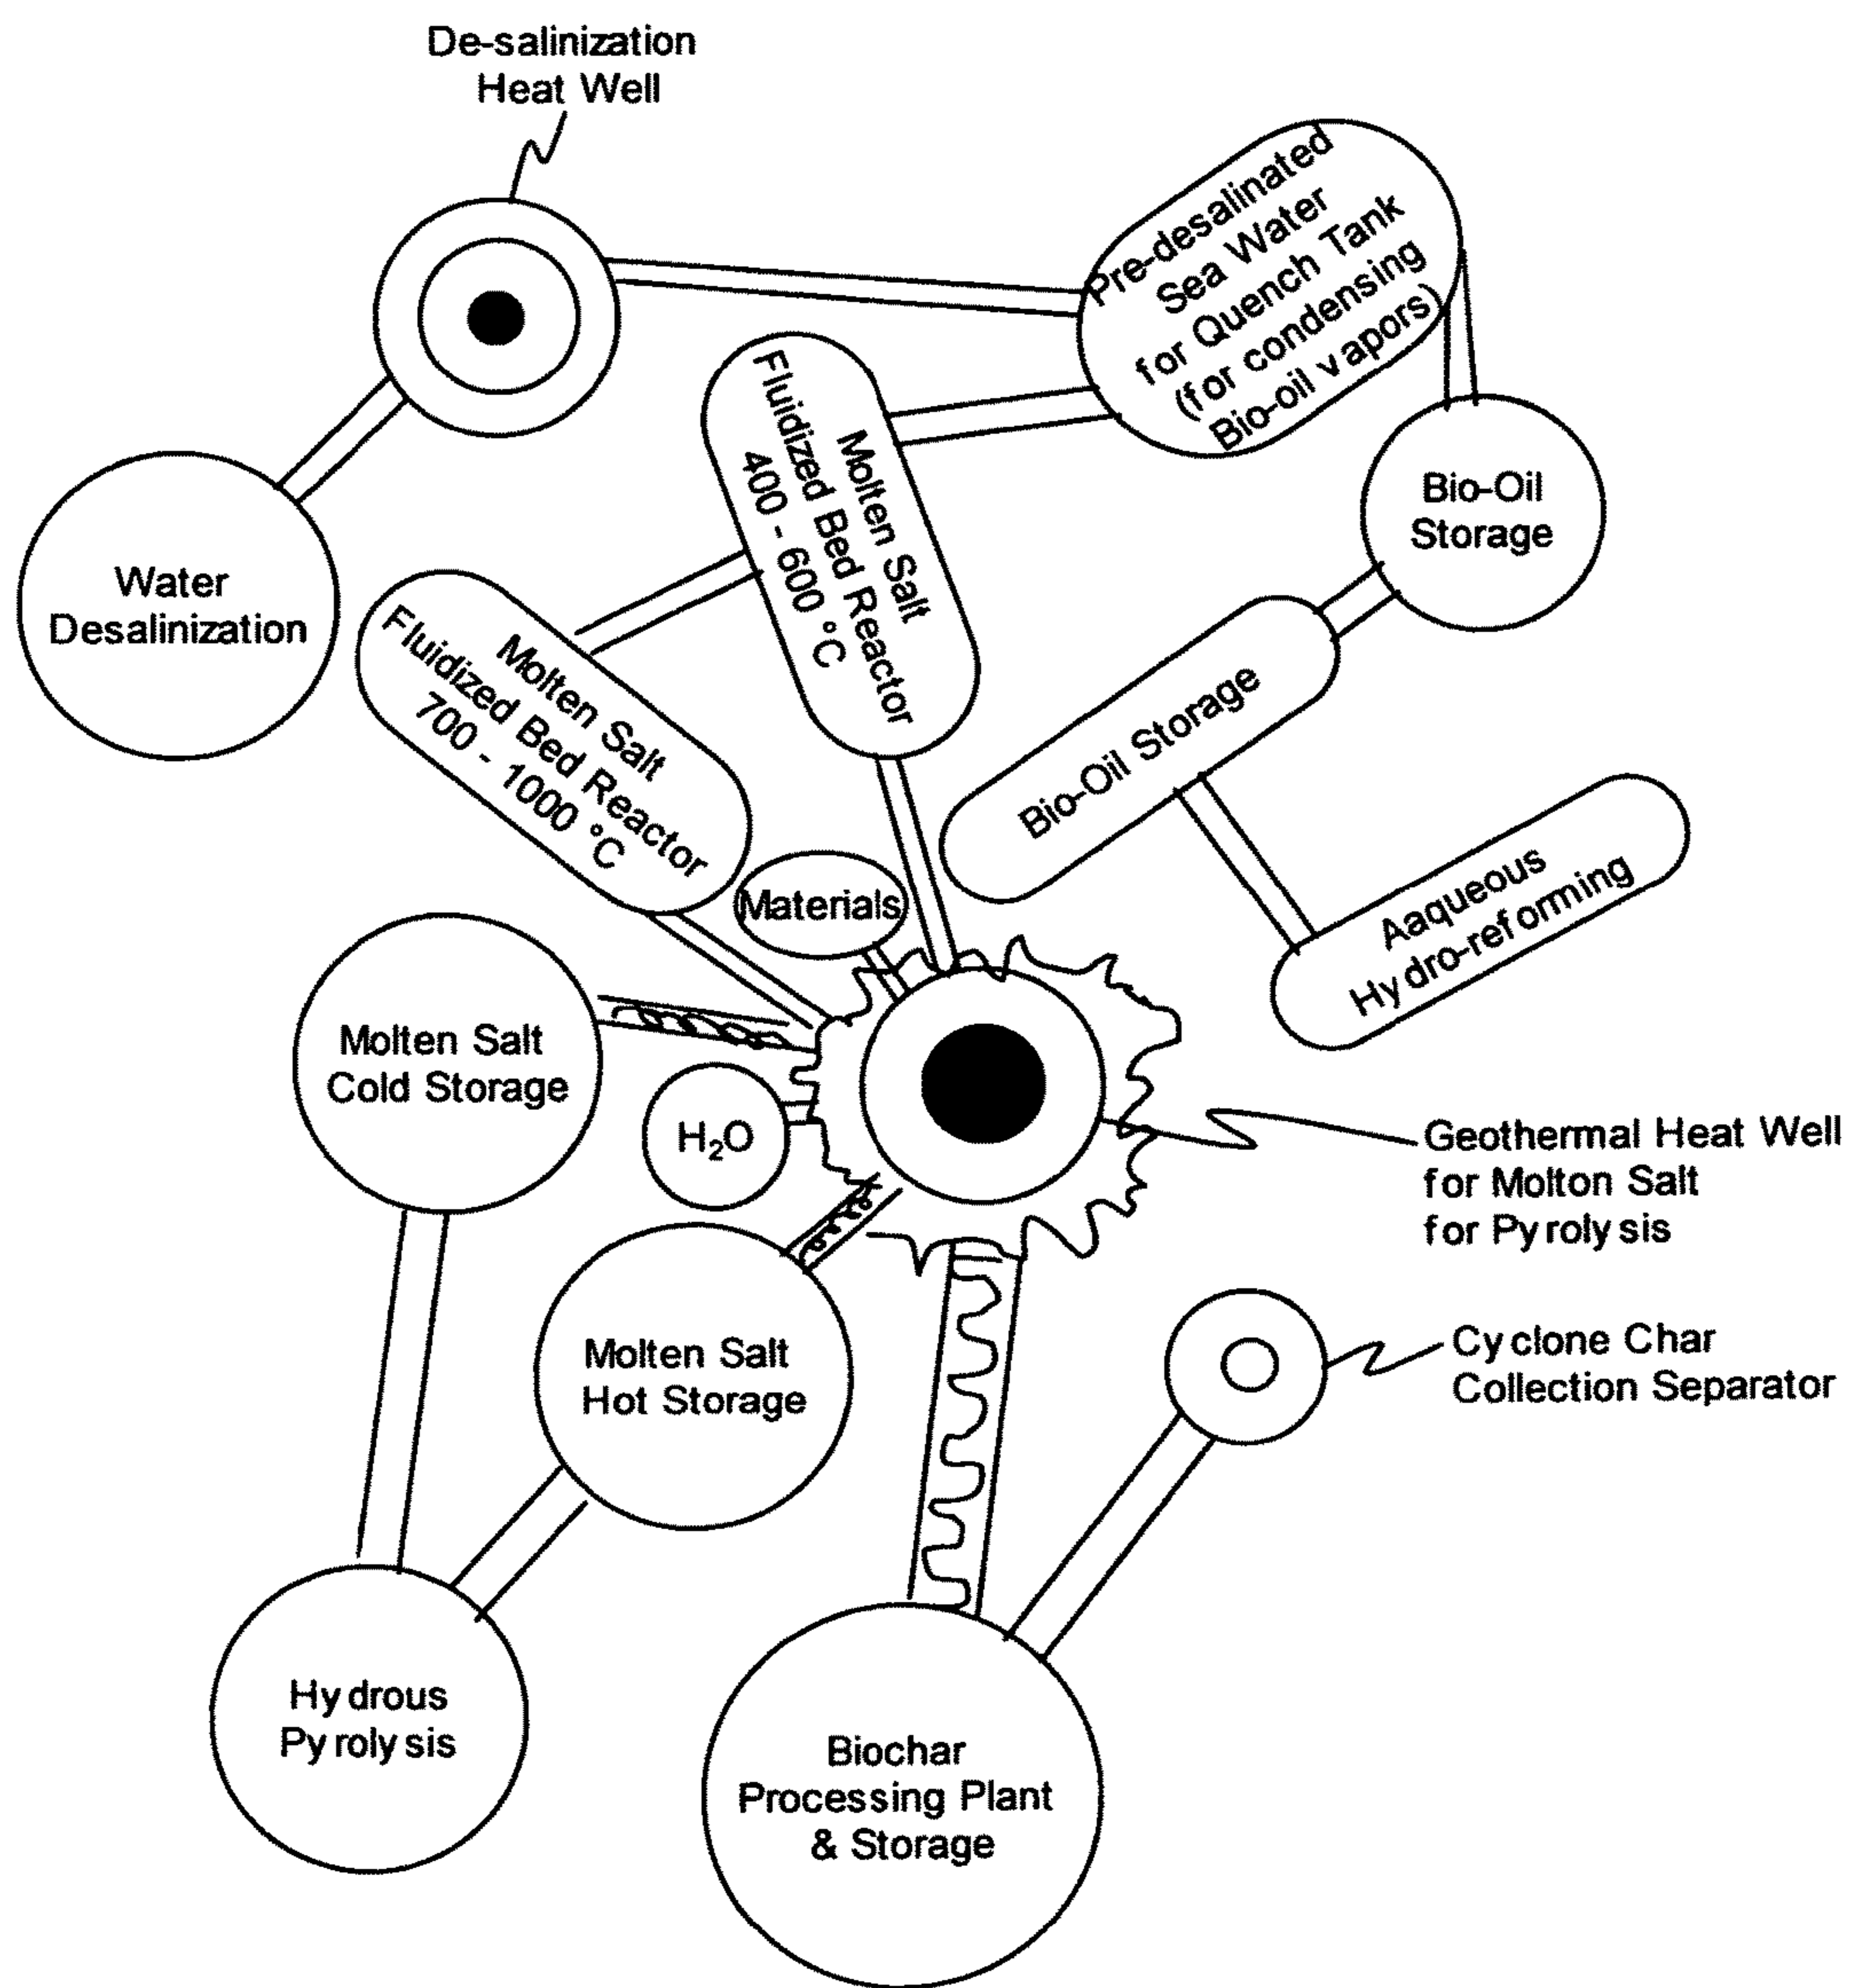 De-salinization
Heat Well
Pre-desalinated
Sea Water
for Quench Tank
(for condensing
Bio-oil vapors)
Molten Salt
Fluidized Bed Reactor
400 - 600 °C
Bio-Oil
Storage
Water
Desalinization
Molten Salt
Fluidized Bed Reactor
700 - 1000 °C
Bio-Oil Storage
Aaqueous
Hydro-reforming
Materials
Molten Salt
Cold Storage
H₂O
Geothermal Heat Well
for Molton Salt
for Pyrolysis
Molten Salt
Hot Storage
Cyclone Char
Collection Separator
Hydrous
Pyrolysis
Biochar
Processing Plant
& Storage